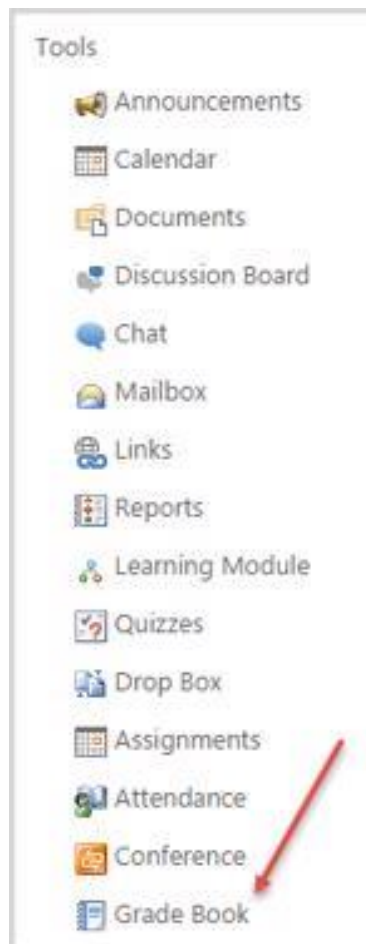 Tools
Announcements
Calendar
Documents
Discussion Board
Chat
Mailbox
Links
Reports
Learning Module
Quizzes
Drop Box
Assignments
Attendance
Conference
Grade Book